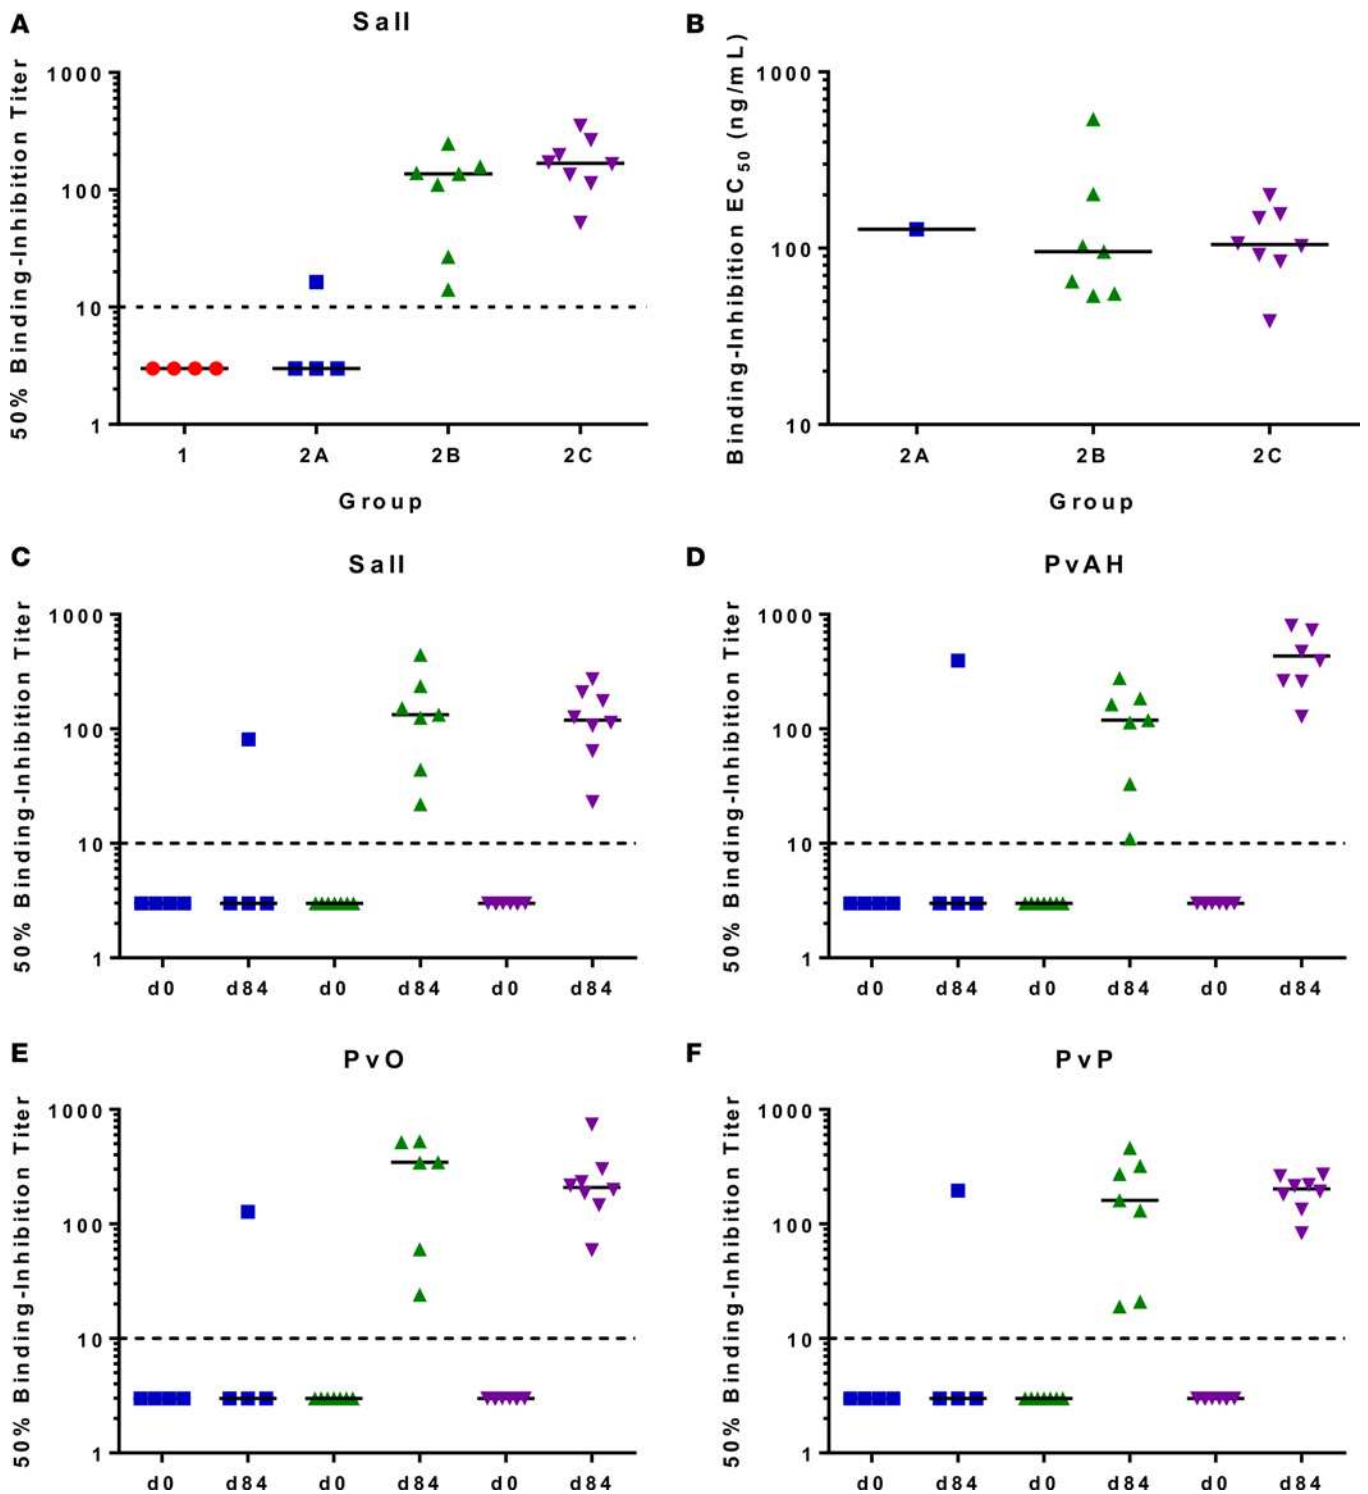 A
SalI
50% Binding-Inhibition Titer
1000
100
10
1
1 2A 2B 2C
Group
B
Binding-Inhibition EC50 (ng/mL)
1000
100
10
2A 2B 2C
Group
C
SalI
50% Binding-Inhibition Titer
1000
100
10
1
d0 d84 d0 d84 d0 d84
D
PvAH
50% Binding-Inhibition Titer
1000
100
10
1
d0 d84 d0 d84 d0 d84
E
PvO
50% Binding-Inhibition Titer
1000
100
10
1
d0 d84 d0 d84 d0 d84
F
PvP
50% Binding-Inhibition Titer
1000
100
10
1
d0 d84 d0 d84 d0 d84